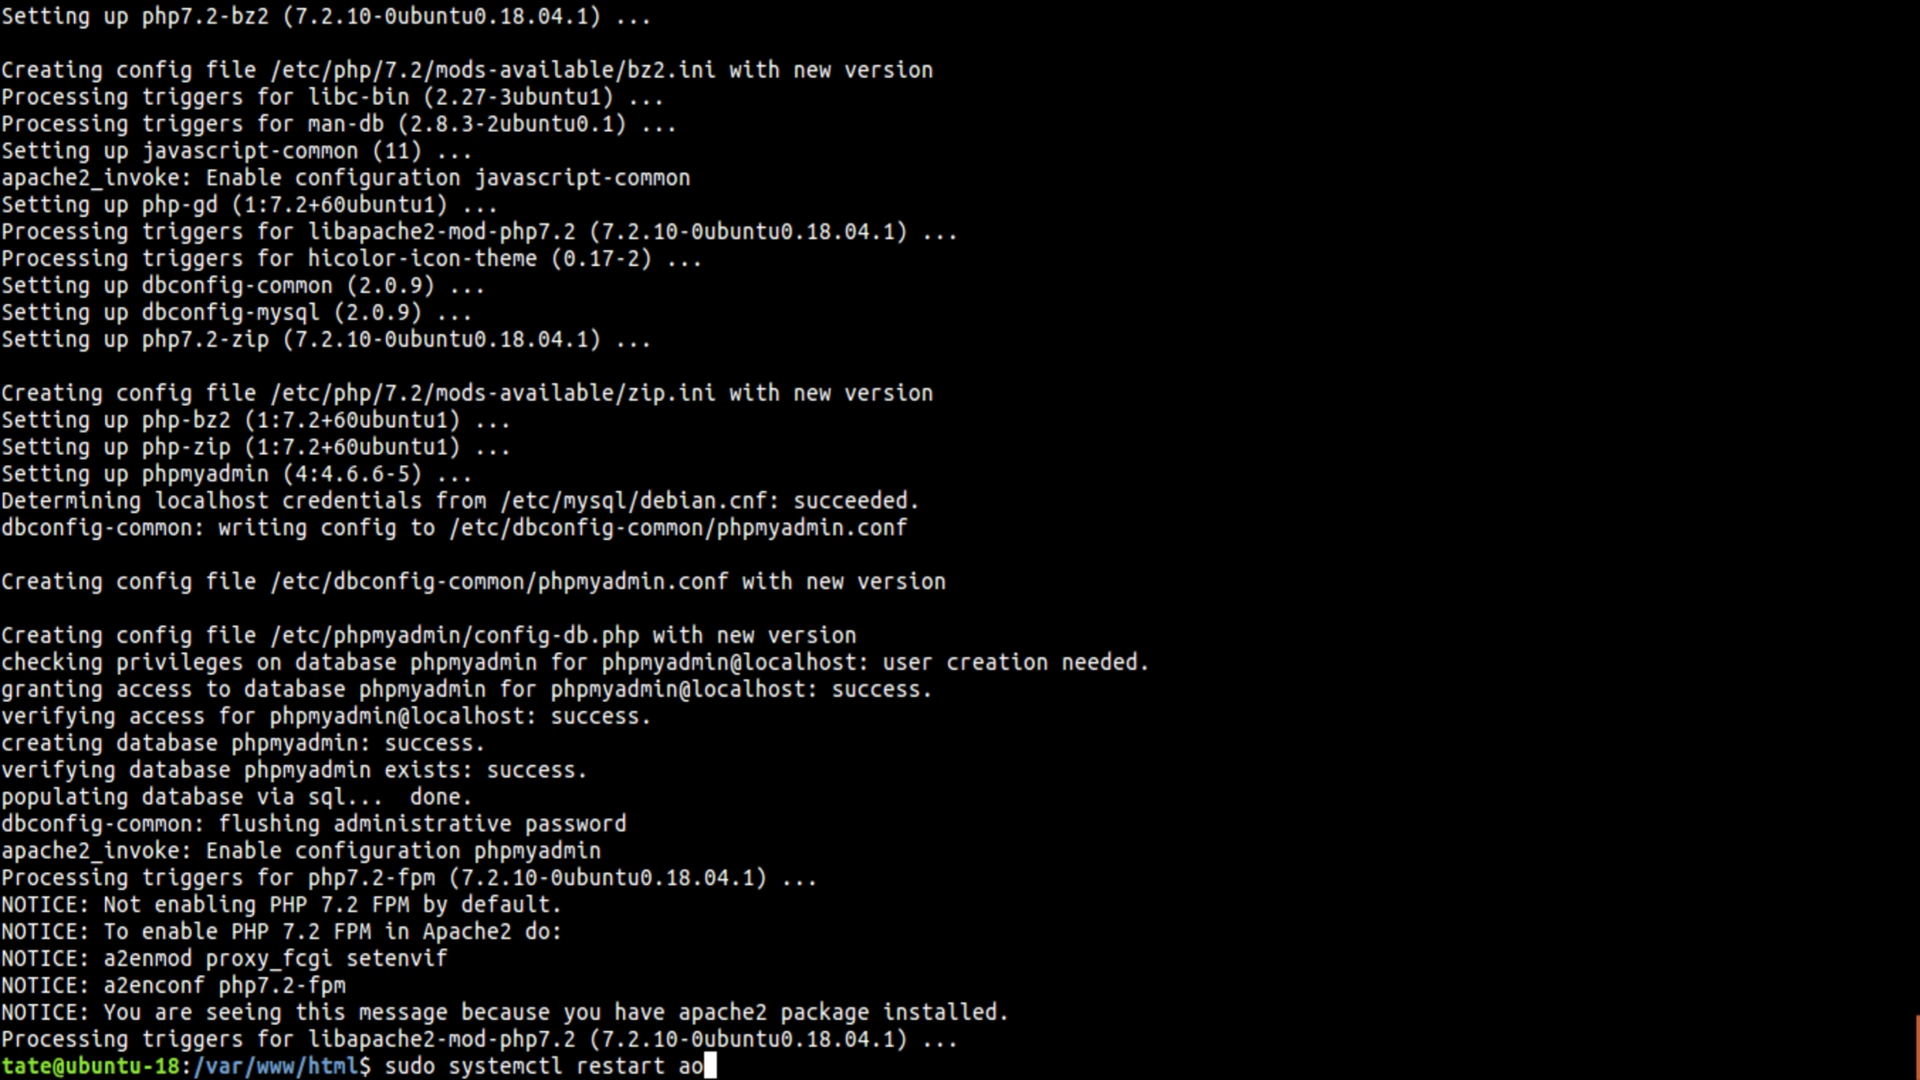 Setting up php7.2-bz2 (7.2.10-0ubuntu0.18.04.1) ...
Creating config file /etc/php/7.2/mods-available/bz2.ini with new version
Processing triggers for libc-bin (2.27-3ubuntu1) ...
Processing triggers for man-db (2.8.3-2ubuntu0.1) ...
Setting up javascript-common (11) ...
apache2_invoke: Enable configuration javascript-common
Setting up php-gd (1:7.2+60ubuntu1) ...
Processing triggers for libapache2-mod-php7.2 (7.2.10-0ubuntu0.18.04.1) ...
Processing triggers for hicolor-icon-theme (0.17-2) ...
Setting up dbconfig-common (2.0.9) ...
Setting up dbconfig-mysql (2.0.9) ...
Setting up php7.2-zip (7.2.10-0ubuntu0.18.04.1) ...
Creating config file /etc/php/7.2/mods-available/zip.ini with new version
Setting up php-bz2 (1:7.2+60ubuntu1) ...
Setting up php-zip (1:7.2+60ubuntu1) ...
Setting up phpmyadmin (4:4.6.6-5) ...
Determining localhost credentials from /etc/mysql/debian.cnf: succeeded.
dbconfig-common: writing config to /etc/dbconfig-common/phpmyadmin.conf
Creating config file /etc/dbconfig-common/phpmyadmin.conf with new version
Creating config file /etc/phpmyadmin/config-db.php with new version
checking privileges on database phpmyadmin for phpmyadmin@localhost: user creation needed.
granting access to database phpmyadmin for phpmyadmin@localhost: success.
verifying access for phpmyadmin@localhost: success.
creating database phpmyadmin: success.
verifying database phpmyadmin exists: success.
populating database via sql...  done.
dbconfig-common: flushing administrative password
apache2_invoke: Enable configuration phpmyadmin
Processing triggers for php7.2-fpm (7.2.10-0ubuntu0.18.04.1) ...
NOTICE: Not enabling PHP 7.2 FPM by default.
NOTICE: To enable PHP 7.2 FPM in Apache2 do:
NOTICE: a2enmod proxy_fcgi setenvif
NOTICE: a2enconf php7.2-fpm
NOTICE: You are seeing this message because you have apache2 package installed.
Processing triggers for libapache2-mod-php7.2 (7.2.10-0ubuntu0.18.04.1) ...
tate@ubuntu-18:/var/www/html$ sudo systemctl restart ao